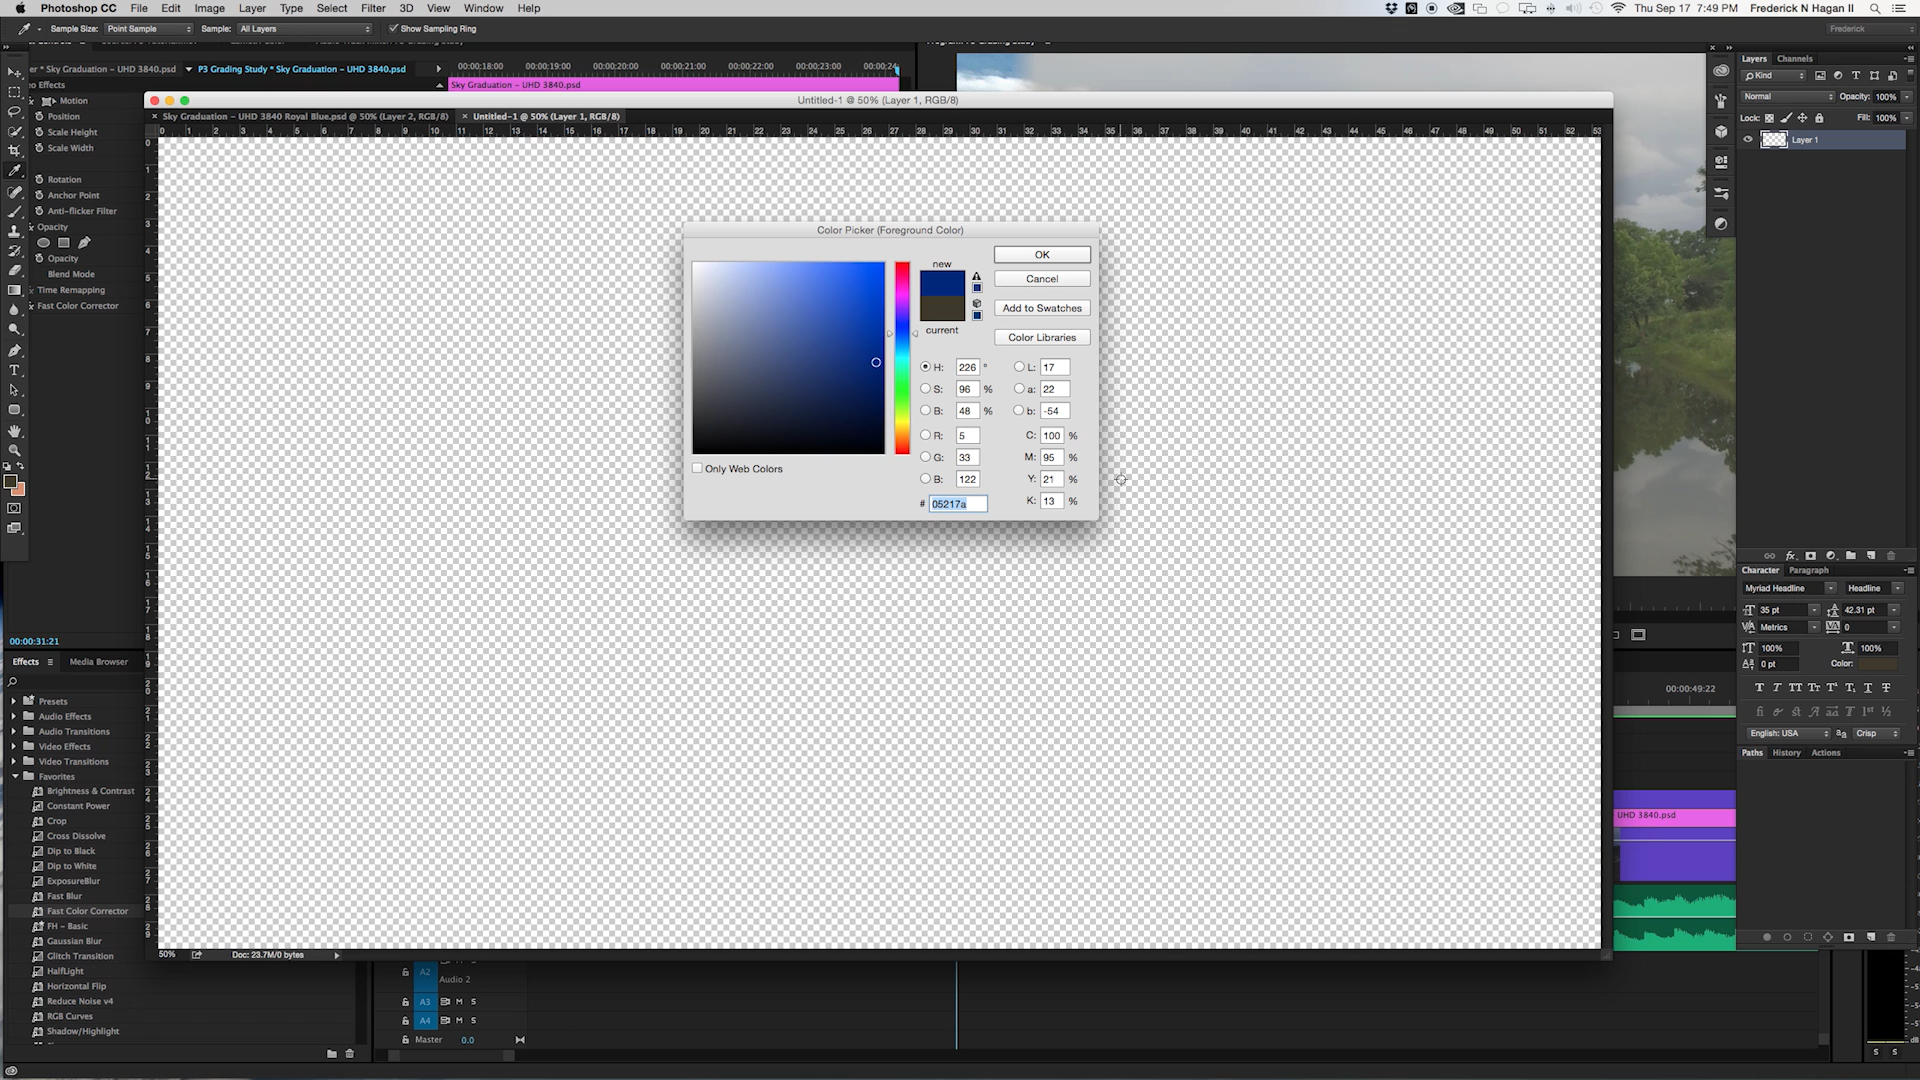 Photoshop CC File Edit Image Layer Type Select Filter 3D View Window Help
Thu Sep 17 7:49 PM Frederick N Hagan II
Sample Size: Point Sample Sample: All Layers Show Sampling Ring
Frederick
er * Sky Graduation – UHD 3840.psd
P3 Grading Study * Sky Graduation – UHD 3840.psd
00:00:18:00 00:00:19:00 00:00:20:00 00:00:21:00 00:00:22:00 00:00:23:00 00:00:24
Sky Graduation – UHD 3840.psd
eo Effects
Motion
Position
Scale Height
Scale Width
Rotation
Anchor Point
Anti-flicker Filter
Opacity
Opacity
Blend Mode
Time Remapping
Fast Color Corrector
00:00:31:21
Untitled-1 @ 50% (Layer 1, RGB/8)
Sky Graduation – UHD 3840 Royal Blue.psd @ 50% (Layer 2, RGB/8)
Untitled-1 @ 50% (Layer 1, RGB/8)
Color Picker (Foreground Color)
new
current
OK
Cancel
Add to Swatches
Color Libraries
H: 226 °
S: 96 %
B: 48 %
R: 5
G: 33
B: 122
# 05217a
L: 17
a: 22
b: -54
C: 100 %
M: 95 %
Y: 21 %
K: 13 %
Only Web Colors
50% Doc: 23.7M/0 bytes
Effects Media Browser
Presets
Audio Effects
Audio Transitions
Video Effects
Video Transitions
Favorites
Brightness & Contrast
Constant Power
Crop
Cross Dissolve
Dip to Black
Dip to White
ExposureBlur
Fast Blur
Fast Color Corrector
FH – Basic
Gaussian Blur
Glitch Transition
HalfLight
Horizontal Flip
Reduce Noise v4
RGB Curves
Shadow/Highlight
A2
Audio 2
A3 M S
A4 M S
Master 0.0
Layers Channels
Kind
Normal Opacity: 100%
Lock: Fill: 100%
Layer 1
Character Paragraph
Myriad Headline Headline
35 pt 42.31 pt
Metrics 0
100% 100%
0 pt Color:
English: USA Crisp
Paths History Actions
00:00:49:22
UHD 3840.psd
dB
S S